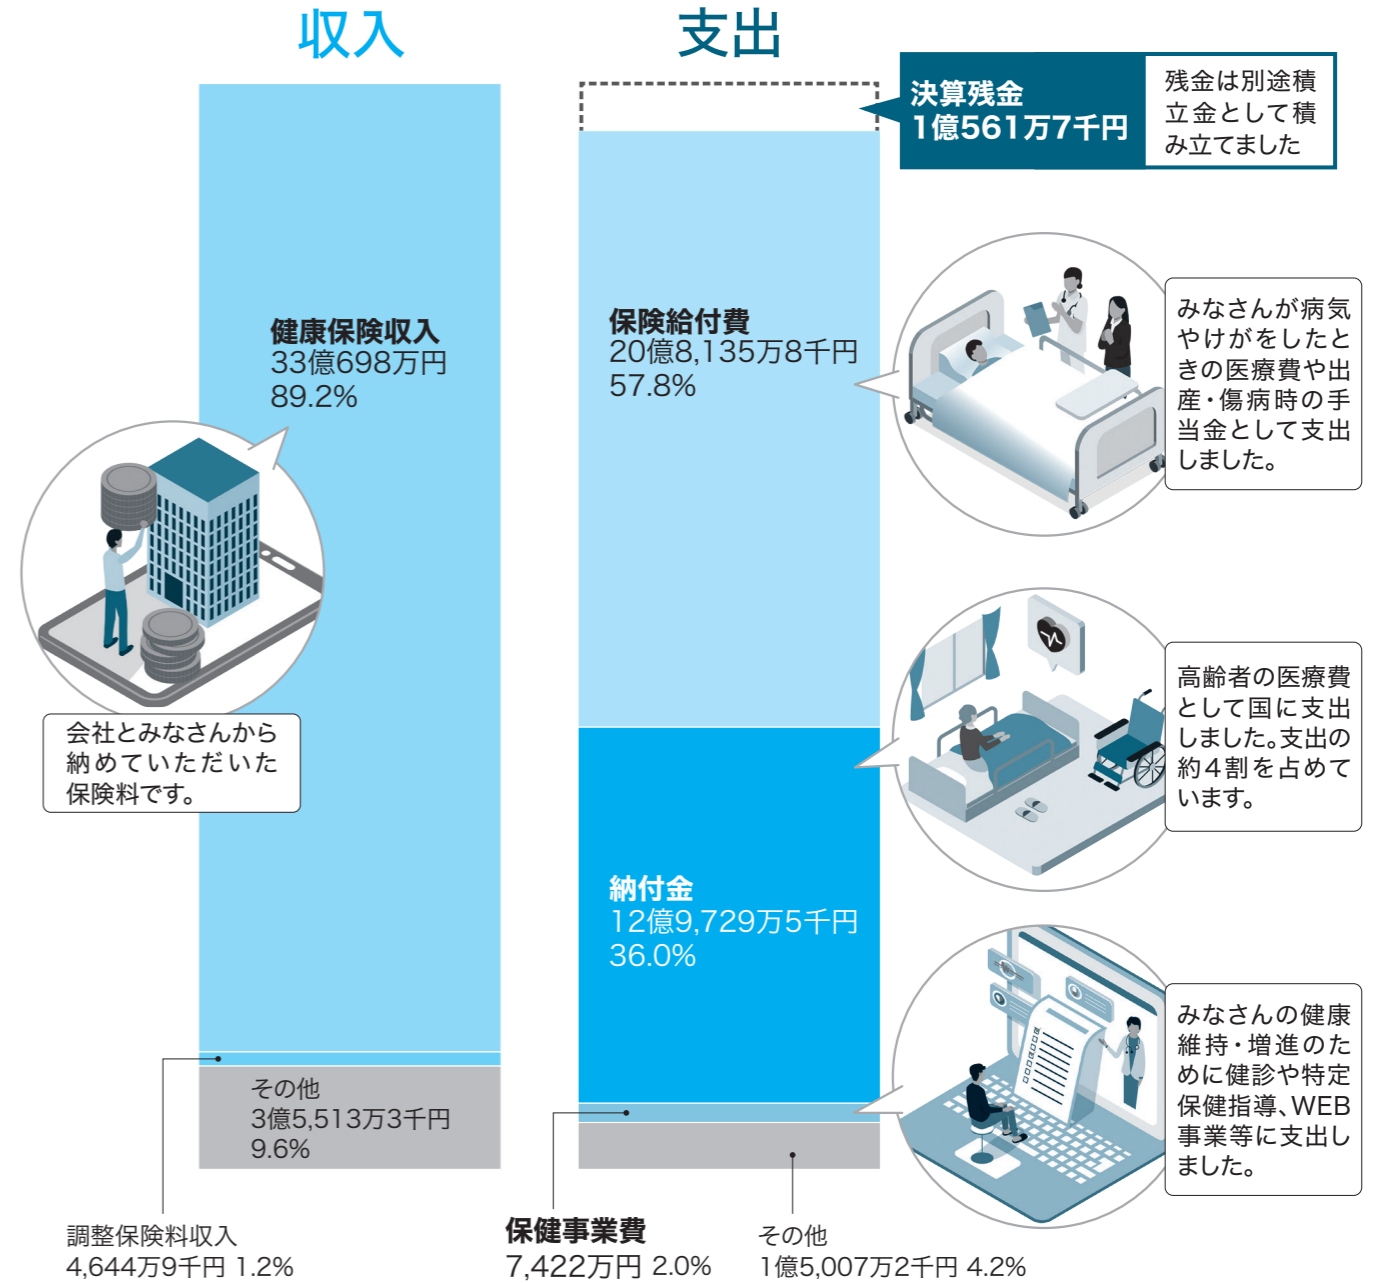 収入
支出
決算残金
1億561万7千円
残金は別途積
立金として積
み立てました
健康保険収入
33億698万円
89.2%
保険給付費
20億8,135万8千円
57.8%
みなさんが病気
やけがをしたと
きの医療費や出
産・傷病時の手
当金として支出
しました。
会社とみなさんから
納めていただいた
保険料です。
高齢者の医療費
として国に支出
しました。支出の
約4割を占めて
います。
納付金
12億9,729万5千円
36.0%
みなさんの健康
維持・増進のた
めに健診や特定
保健指導、WEB
事業等に支出し
ました。
その他
3億5,513万3千円
9.6%
調整保険料収入
4,644万9千円 1.2%
保健事業費
7,422万円 2.0%
その他
1億5,007万2千円 4.2%